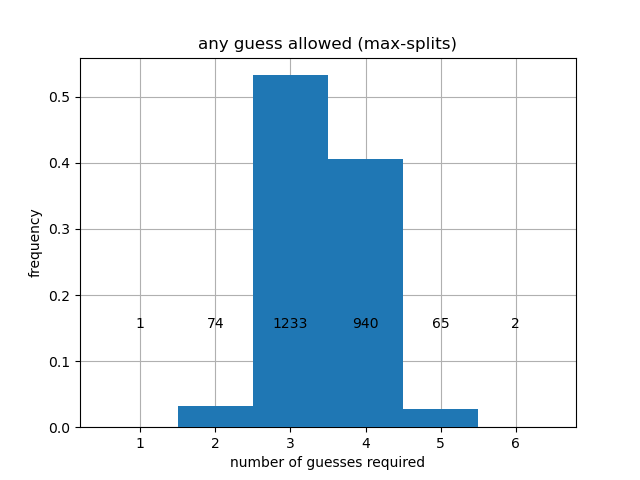 any guess allowed (max-splits)
frequency
0.5
0.4
0.3
0.2
0.1
0.0
1 74 1233 940 65 2
1 2 3 4 5 6
number of guesses required